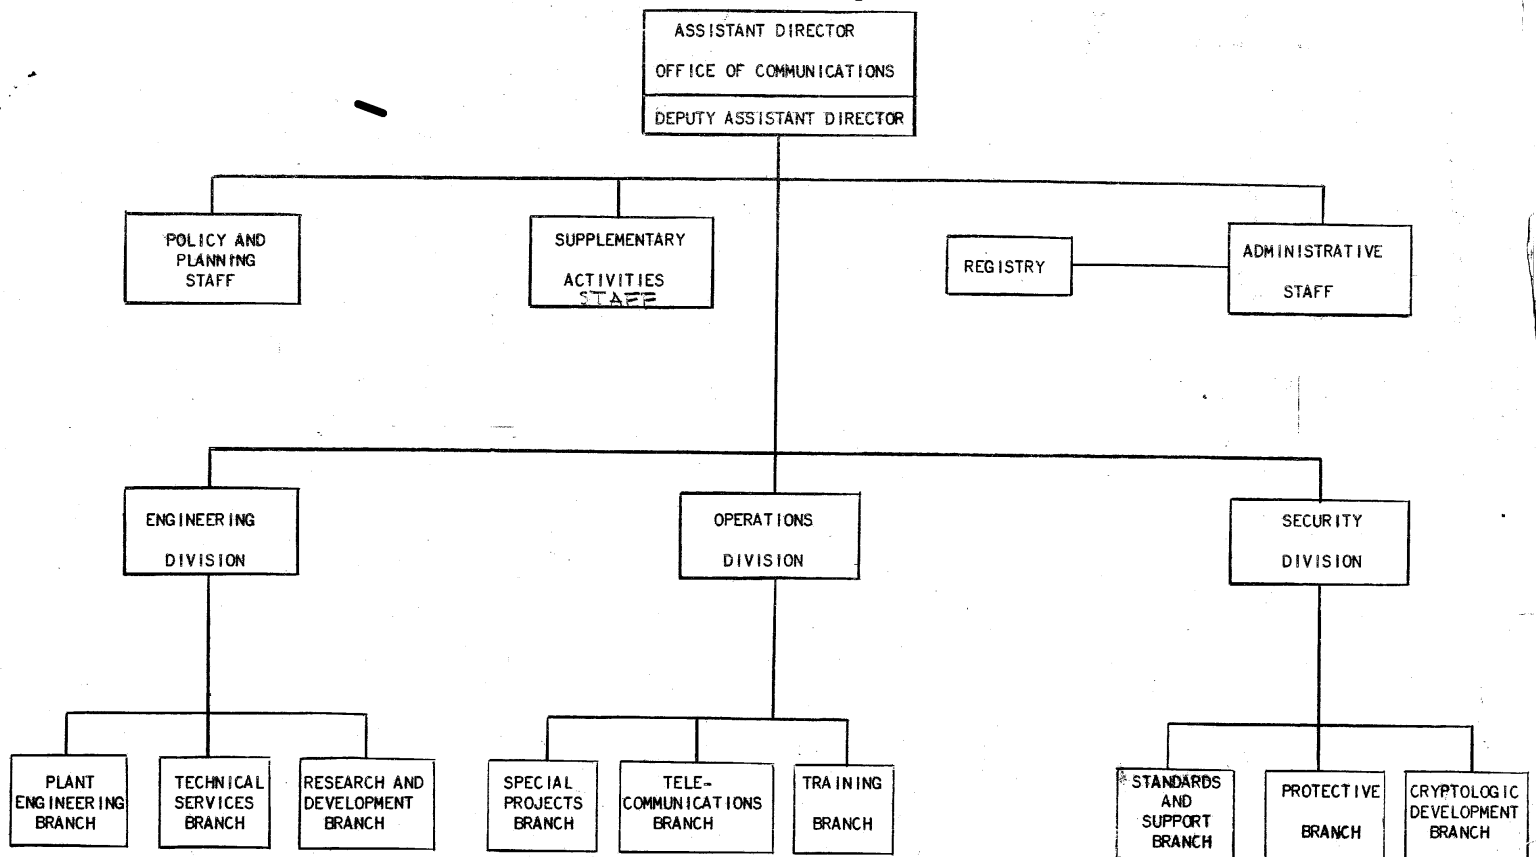 ASSISTANT DIRECTOR
OFFICE OF COMMUNICATIONS
DEPUTY ASSISTANT DIRECTOR
POLICY AND
PLANNING
STAFF
SUPPLEMENTARY
ACTIVITIES
STAFF
REGISTRY
ADMINISTRATIVE
STAFF
ENGINEERING
DIVISION
OPERATIONS
DIVISION
SECURITY
DIVISION
PLANT
ENGINEERING
BRANCH
TECHNICAL
SERVICES
BRANCH
RESEARCH AND
DEVELOPMENT
BRANCH
SPECIAL
PROJECTS
BRANCH
TELE-
COMMUNICATIONS
BRANCH
TRAINING
BRANCH
STANDARDS
AND
SUPPORT
BRANCH
PROTECTIVE
BRANCH
CRYPTOLOGIC
DEVELOPMENT
BRANCH